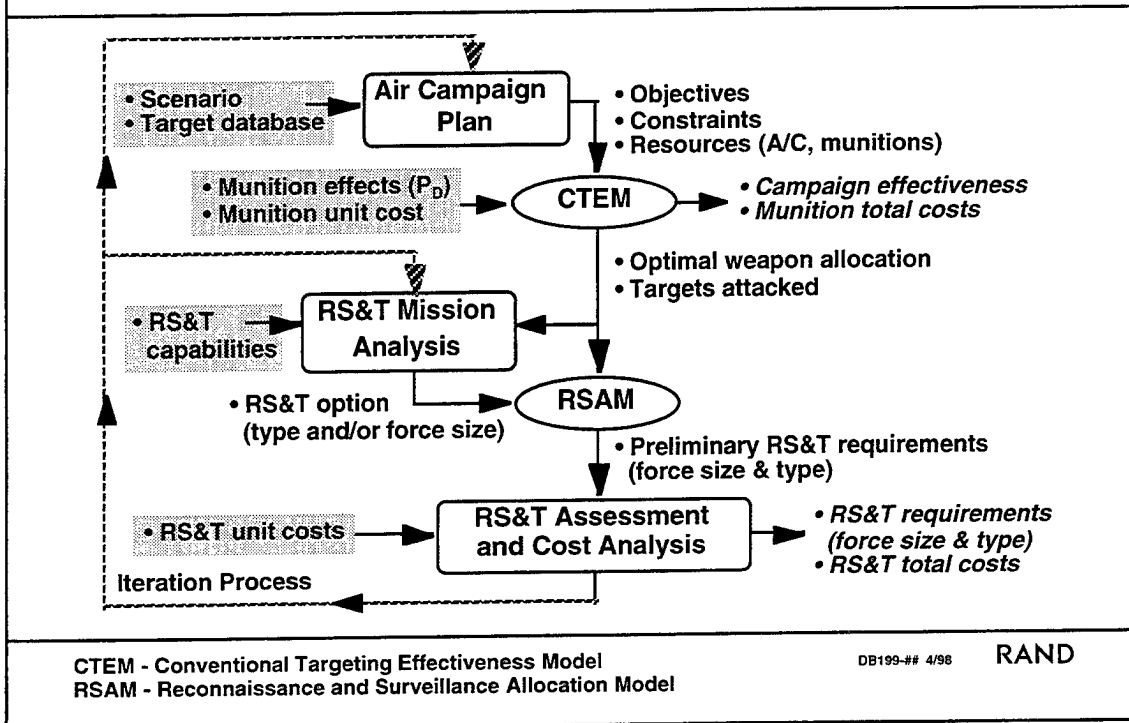 • Scenario
• Target database
Air Campaign
Plan
• Objectives
• Constraints
• Resources (A/C, munitions)
• Munition effects (PD)
• Munition unit cost
CTEM
• Campaign effectiveness
• Munition total costs
• Optimal weapon allocation
• Targets attacked
• RS&T
capabilities
RS&T Mission
Analysis
• RS&T option
(type and/or force size)
RSAM
• Preliminary RS&T requirements
(force size & type)
• RS&T unit costs
RS&T Assessment
and Cost Analysis
• RS&T requirements
(force size & type)
• RS&T total costs
Iteration Process
CTEM - Conventional Targeting Effectiveness Model
RSAM - Reconnaissance and Surveillance Allocation Model
DB199-## 4/98
RAND